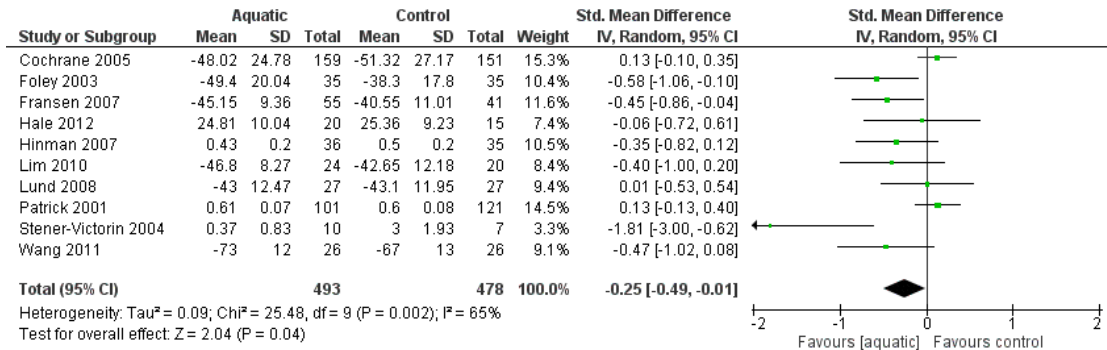 Aquatic Control Std. Mean Difference Std. Mean Difference
Study or Subgroup Mean SD Total Mean SD Total Weight IV, Random, 95% CI IV, Random, 95% CI
Cochrane 2005 -48.02 24.78 159 -51.32 27.17 151 15.3% 0.13 [-0.10, 0.35]
Foley 2003 -49.4 20.04 35 -38.3 17.8 35 10.1% -0.58 [-1.06, -0.10]
Fransen 2007 -45.15 9.36 55 -40.55 11.01 41 11.6% -0.45 [-0.86, -0.04]
Hale 2012 24.81 10.04 20 25.36 9.23 15 7.4% -0.06 [-0.72, 0.61]
Hinman 2007 0.43 0.2 36 0.5 0.2 35 10.5% -0.35 [-0.82, 0.12]
Lim 2010 -46.8 8.27 24 -42.65 12.18 20 8.4% -0.40 [-1.00, 0.20]
Lund 2008 -43 12.47 27 -43.1 11.95 27 9.4% 0.01 [-0.53, 0.54]
Patrick 2001 0.61 0.07 101 0.6 0.08 121 14.5% 0.13 [-0.13, 0.40]
Stener-Victorin 2004 0.37 0.83 10 3 1.93 7 3.3% -1.81 [-3.00, -0.62]
Wang 2011 -73 12 26 -67 13 26 9.1% -0.47 [-1.02, 0.08]
Total (95% CI) 493 478 100.0% -0.25 [-0.49, -0.01]
Heterogeneity: Tau² = 0.09; Chi² = 25.48, df = 9 (P = 0.002); I² = 65%
Test for overall effect: Z = 2.04 (P = 0.04)
-2 -1 0 1 2
Favours [aquatic] Favours control